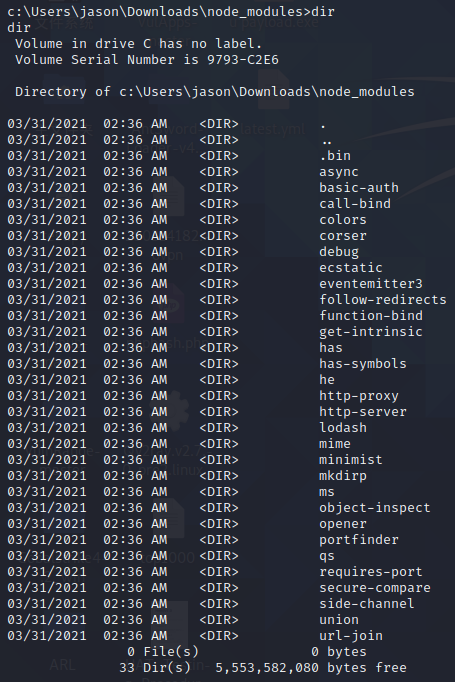 c:\Users\jason\Downloads\node_modules>dir
dir
 Volume in drive C has no label.
 Volume Serial Number is 9793-C2E6

 Directory of c:\Users\jason\Downloads\node_modules

03/31/2021  02:36 AM    <DIR>          .
03/31/2021  02:36 AM    <DIR>          ..
03/31/2021  02:36 AM    <DIR>          .bin
03/31/2021  02:36 AM    <DIR>          async
03/31/2021  02:36 AM    <DIR>          basic-auth
03/31/2021  02:36 AM    <DIR>          call-bind
03/31/2021  02:36 AM    <DIR>          colors
03/31/2021  02:36 AM    <DIR>          corser
03/31/2021  02:36 AM    <DIR>          debug
03/31/2021  02:36 AM    <DIR>          ecstatic
03/31/2021  02:36 AM    <DIR>          eventemitter3
03/31/2021  02:36 AM    <DIR>          follow-redirects
03/31/2021  02:36 AM    <DIR>          function-bind
03/31/2021  02:36 AM    <DIR>          get-intrinsic
03/31/2021  02:36 AM    <DIR>          has
03/31/2021  02:36 AM    <DIR>          has-symbols
03/31/2021  02:36 AM    <DIR>          he
03/31/2021  02:36 AM    <DIR>          http-proxy
03/31/2021  02:36 AM    <DIR>          http-server
03/31/2021  02:36 AM    <DIR>          lodash
03/31/2021  02:36 AM    <DIR>          mime
03/31/2021  02:36 AM    <DIR>          minimist
03/31/2021  02:36 AM    <DIR>          mkdirp
03/31/2021  02:36 AM    <DIR>          ms
03/31/2021  02:36 AM    <DIR>          object-inspect
03/31/2021  02:36 AM    <DIR>          opener
03/31/2021  02:36 AM    <DIR>          portfinder
03/31/2021  02:36 AM    <DIR>          qs
03/31/2021  02:36 AM    <DIR>          requires-port
03/31/2021  02:36 AM    <DIR>          secure-compare
03/31/2021  02:36 AM    <DIR>          side-channel
03/31/2021  02:36 AM    <DIR>          union
03/31/2021  02:36 AM    <DIR>          url-join
               0 File(s)              0 bytes
              33 Dir(s)   5,553,582,080 bytes free
ARL